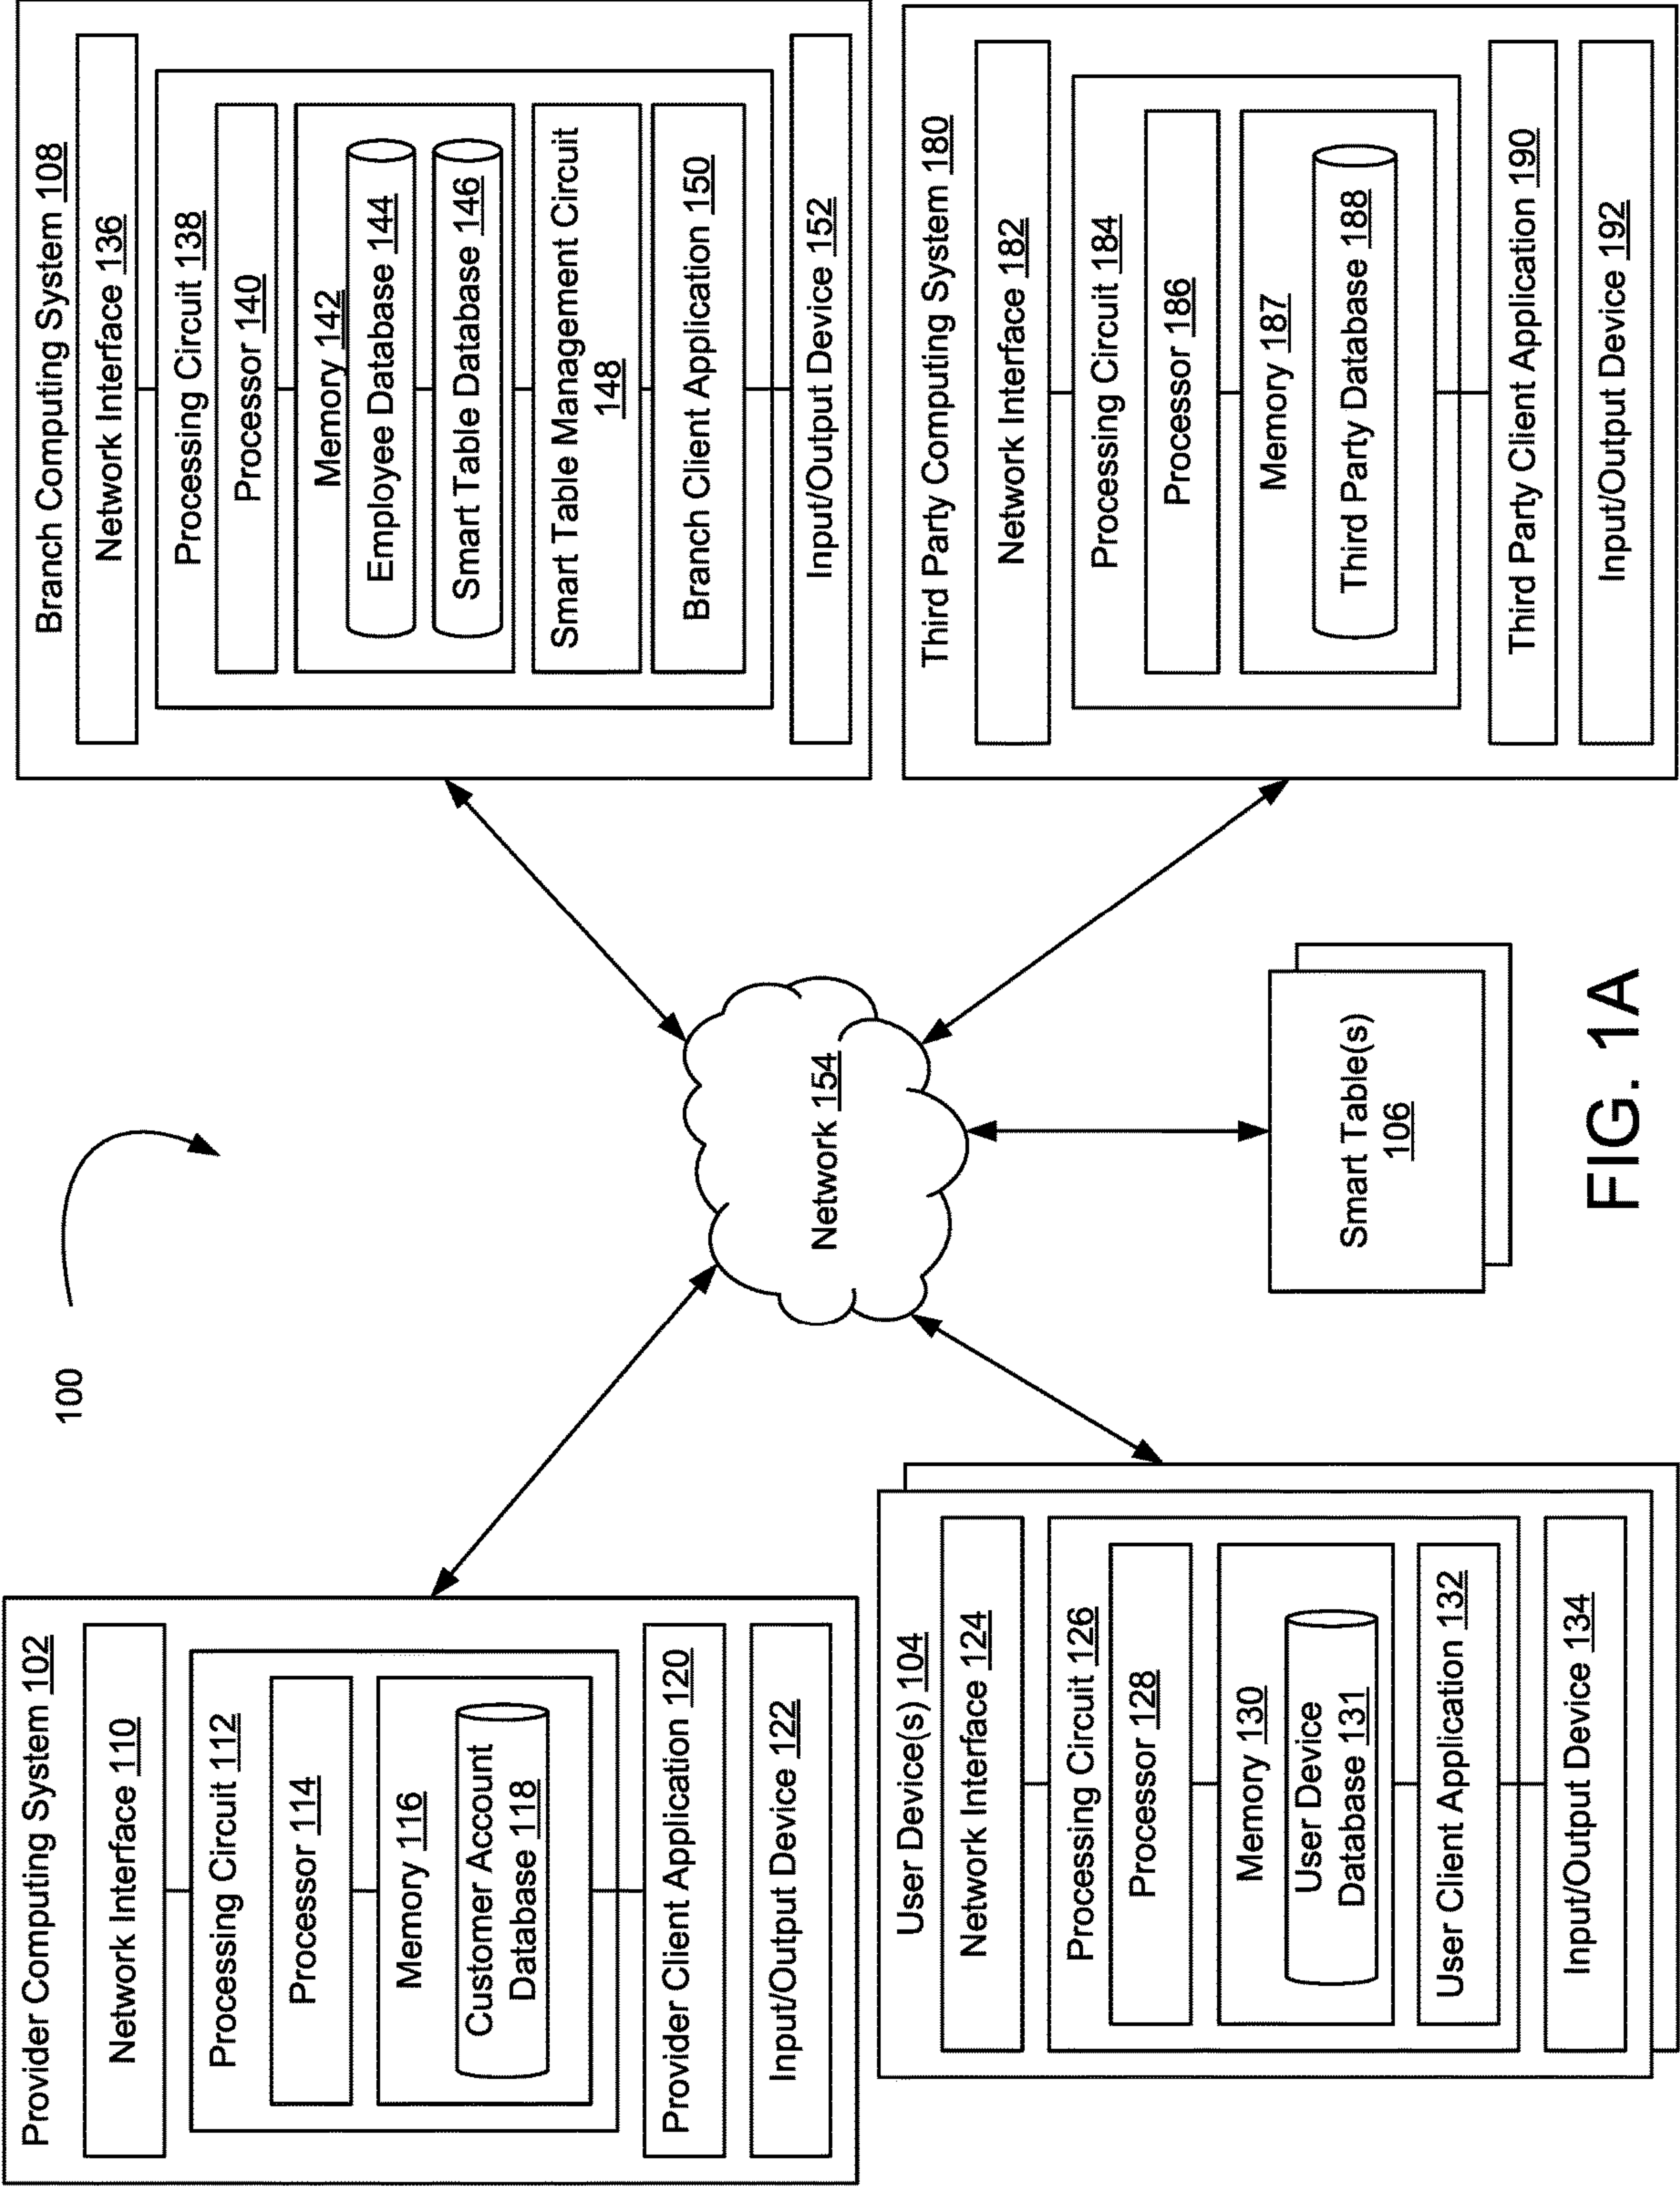 100
Provider Computing System 102
Network Interface 110
Processing Circuit 112
Processor 114
Memory 116
Customer Account
Database 118
Provider Client Application 120
Input/Output Device 122
Branch Computing System 108
Network Interface 136
Processing Circuit 138
Processor 140
Memory 142
Employee Database 144
Smart Table Database 146
Smart Table Management Circuit
148
Branch Client Application 150
Input/Output Device 152
Network 154
User Device(s) 104
Network Interface 124
Processing Circuit 126
Processor 128
Memory 130
User Device
Database 131
User Client Application 132
Input/Output Device 134
Smart Table(s)
106
Third Party Computing System 180
Network Interface 182
Processing Circuit 184
Processor 186
Memory 187
Third Party Database 188
Third Party Client Application 190
Input/Output Device 192
FIG. 1A